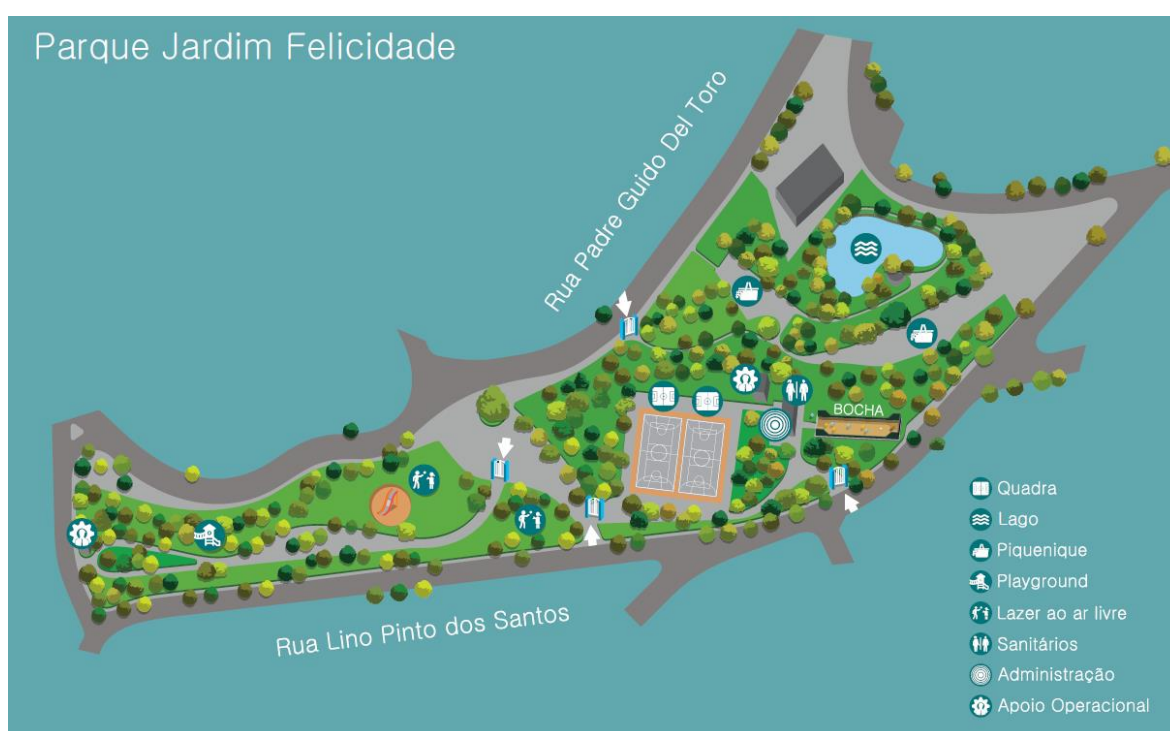 Parque Jardim Felicidade
Rua Padre Guido Del Toro
BOCHA
Rua Lino Pinto dos Santos
Quadra
Lago
Piquenique
Playground
Lazer ao ar livre
Sanitários
Administração
Apoio Operacional